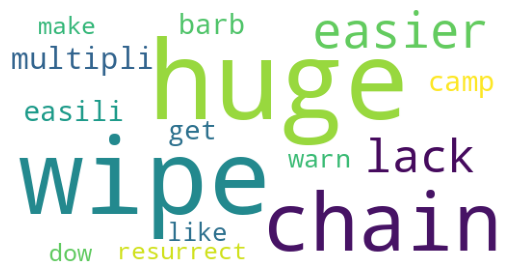 make barb easier
multipli huge camp
easili get warn lack
wipe chain
like
dow resurrect